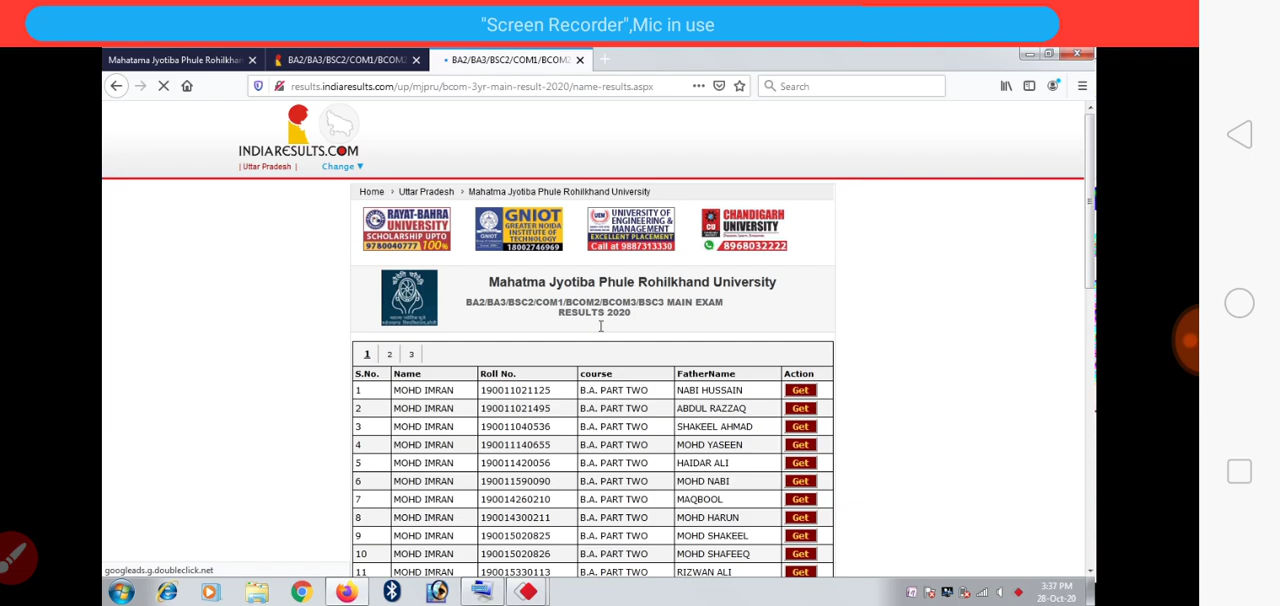 "Screen Recorder",Mic in use
Mahatama Jyotiba Phule Rohilkhan
BA2/BA3/BSC2/COM1/BCOM2
BA2/BA3/BSC2/COM1/BCOM2
results.indiaresults.com/up/mjpru/bcom-3yr-main-result-2020/name-results.aspx
Search
INDIARESULTS.COM
| Uttar Pradesh | Change ▼
Home › Uttar Pradesh › Mahatma Jyotiba Phule Rohilkhand University
RAYAT-BAHRA UNIVERSITY SCHOLARSHIP UPTO 9780040777 100%
GNIOT GREATER NOIDA INSTITUTE OF TECHNOLOGY 18002746969
UEM UNIVERSITY OF ENGINEERING & MANAGEMENT EXCELLENT PLACEMENT Call at 9887313330
CU CHANDIGARH UNIVERSITY 8968032222
Mahatma Jyotiba Phule Rohilkhand University
BA2/BA3/BSC2/COM1/BCOM2/BCOM3/BSC3 MAIN EXAM
RESULTS 2020
1 2 3
S.No. Name Roll No. course FatherName Action
1 MOHD IMRAN 190011021125 B.A. PART TWO NABI HUSSAIN Get
2 MOHD IMRAN 190011021495 B.A. PART TWO ABDUL RAZZAQ Get
3 MOHD IMRAN 190011040536 B.A. PART TWO SHAKEEL AHMAD Get
4 MOHD IMRAN 190011140655 B.A. PART TWO MOHD YASEEN Get
5 MOHD IMRAN 190011420056 B.A. PART TWO HAIDAR ALI Get
6 MOHD IMRAN 190011590090 B.A. PART TWO MOHD NABI Get
7 MOHD IMRAN 190014260210 B.A. PART TWO MAQBOOL Get
8 MOHD IMRAN 190014300211 B.A. PART TWO MOHD HARUN Get
9 MOHD IMRAN 190015020825 B.A. PART TWO MOHD SHAKEEL Get
10 MOHD IMRAN 190015020826 B.A. PART TWO MOHD SHAFEEQ Get
11 MOHD IMRAN 190015330113 B.A. PART TWO RIZWAN ALI Get
googleads.g.doubleclick.net
3:37 PM
28-Oct-20